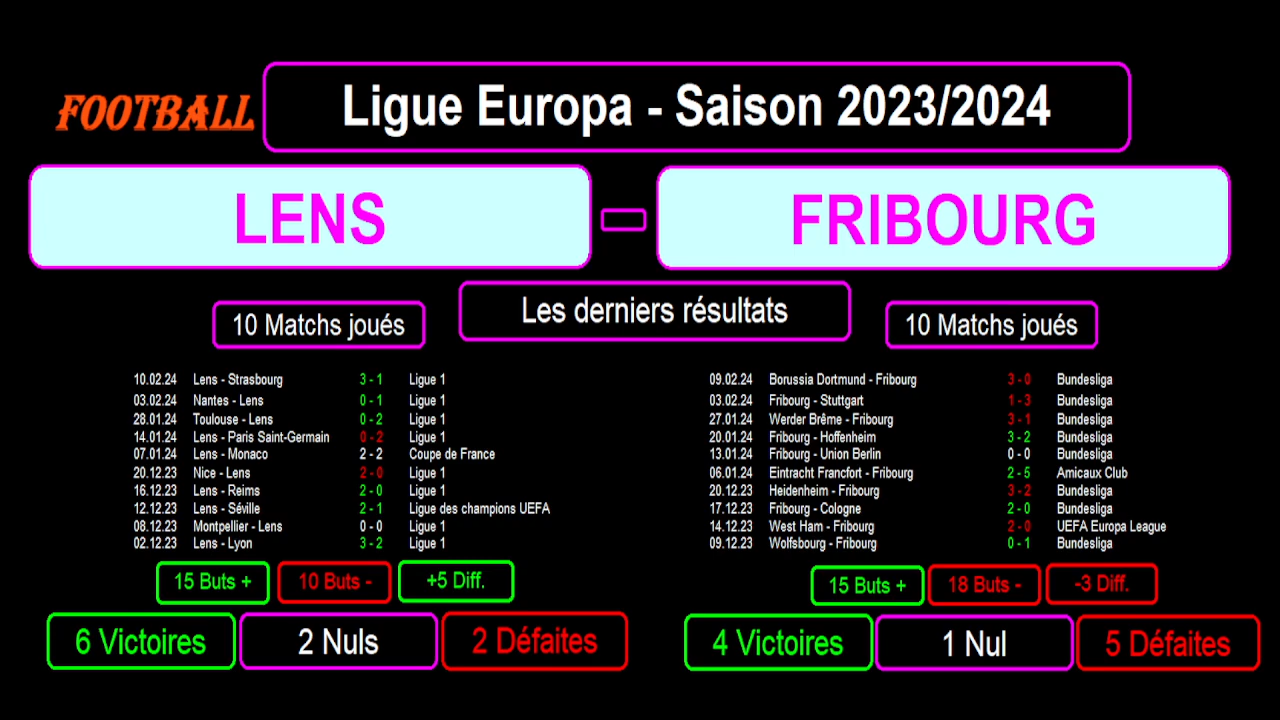 FOOTBALL
Ligue Europa - Saison 2023/2024
LENS - FRIBOURG
Les derniers résultats
10 Matchs joués
10.02.24 Lens - Strasbourg 3 - 1 Ligue 1
03.02.24 Nantes - Lens 0 - 1 Ligue 1
28.01.24 Toulouse - Lens 0 - 2 Ligue 1
14.01.24 Lens - Paris Saint-Germain 0 - 2 Ligue 1
07.01.24 Lens - Monaco 2 - 2 Coupe de France
20.12.23 Nice - Lens 2 - 0 Ligue 1
16.12.23 Lens - Reims 2 - 0 Ligue 1
12.12.23 Lens - Séville 2 - 1 Ligue des champions UEFA
08.12.23 Montpellier - Lens 0 - 0 Ligue 1
02.12.23 Lens - Lyon 3 - 2 Ligue 1
15 Buts + 10 Buts - +5 Diff.
6 Victoires 2 Nuls 2 Défaites
10 Matchs joués
09.02.24 Borussia Dortmund - Fribourg 3 - 0 Bundesliga
03.02.24 Fribourg - Stuttgart 1 - 3 Bundesliga
27.01.24 Werder Brême - Fribourg 3 - 1 Bundesliga
20.01.24 Fribourg - Hoffenheim 3 - 2 Bundesliga
13.01.24 Fribourg - Union Berlin 0 - 0 Bundesliga
06.01.24 Eintracht Francfort - Fribourg 2 - 5 Amicaux Club
20.12.23 Heidenheim - Fribourg 3 - 2 Bundesliga
17.12.23 Fribourg - Cologne 2 - 0 Bundesliga
14.12.23 West Ham - Fribourg 2 - 0 UEFA Europa League
09.12.23 Wolfsbourg - Fribourg 0 - 1 Bundesliga
15 Buts + 18 Buts - -3 Diff.
4 Victoires 1 Nul 5 Défaites